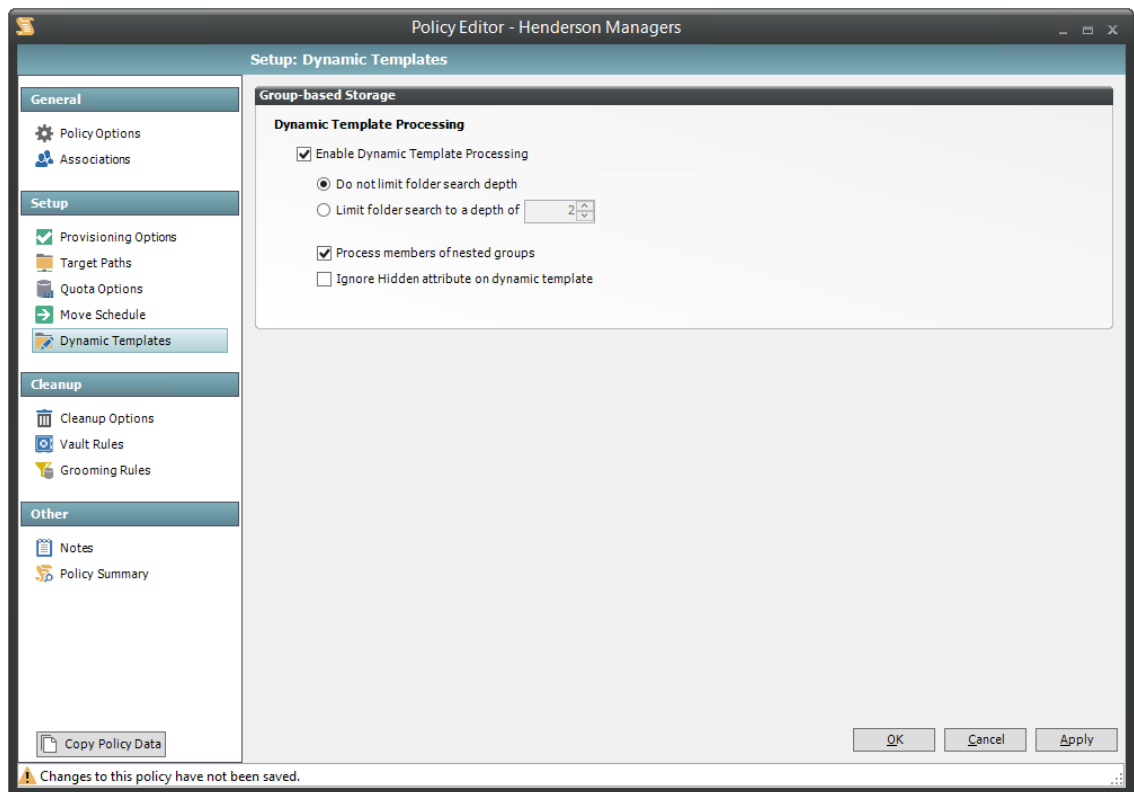 Policy Editor - Henderson Managers
Setup: Dynamic Templates
General
Policy Options
Associations
Setup
Provisioning Options
Target Paths
Quota Options
Move Schedule
Dynamic Templates
Cleanup
Cleanup Options
Vault Rules
Grooming Rules
Other
Notes
Policy Summary
Copy Policy Data
Group-based Storage
Dynamic Template Processing
Enable Dynamic Template Processing
Do not limit folder search depth
Limit folder search to a depth of 2
Process members of nested groups
Ignore Hidden attribute on dynamic template
OK Cancel Apply
Changes to this policy have not been saved.